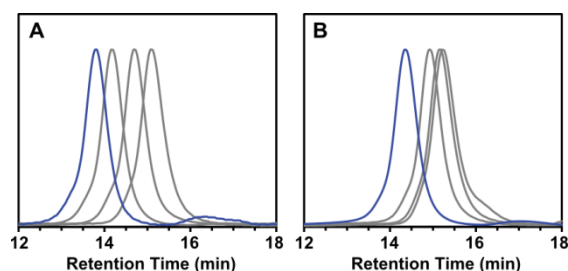 A
B
12 14 16 18 12 14 16 18
Retention Time (min) Retention Time (min)